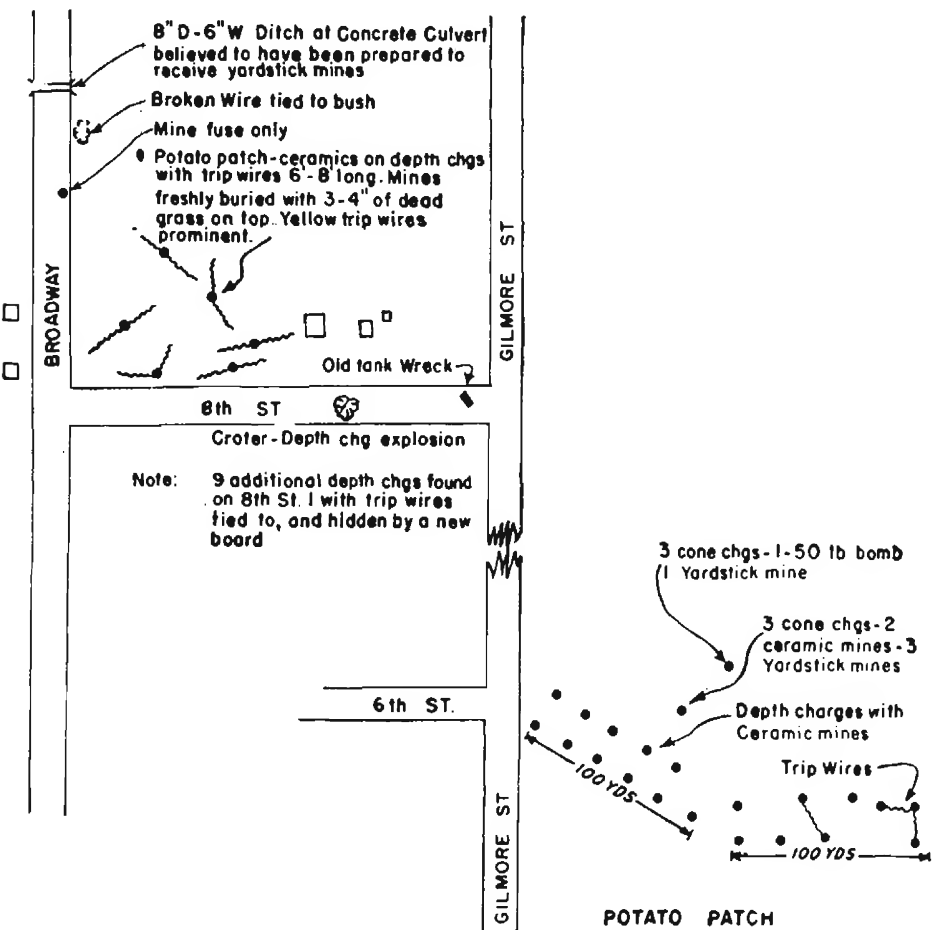 8"D-6"W Ditch at Concrete Culvert
believed to have been prepared to
receive yardstick mines
Broken Wire tied to bush
Mine fuse only
Potato patch-ceramics on depth chgs
with trip wires 6'-8' long. Mines
freshly buried with 3-4" of dead
grass on top. Yellow trip wires
prominent.
BROADWAY
GILMORE ST
Old tank Wreck
8th ST
Crater-Depth chg explosion
Note: 9 additional depth chgs found
on 8th St. 1 with trip wires
tied to, and hidden by a new
board
3 cone chgs-1-50 lb bomb
1 Yardstick mine
3 cone chgs-2
ceramic mines-3
Yardstick mines
6th ST.
Depth charges with
Ceramic mines
100 YDS
Trip Wires
100 YDS
GILMORE ST
POTATO PATCH